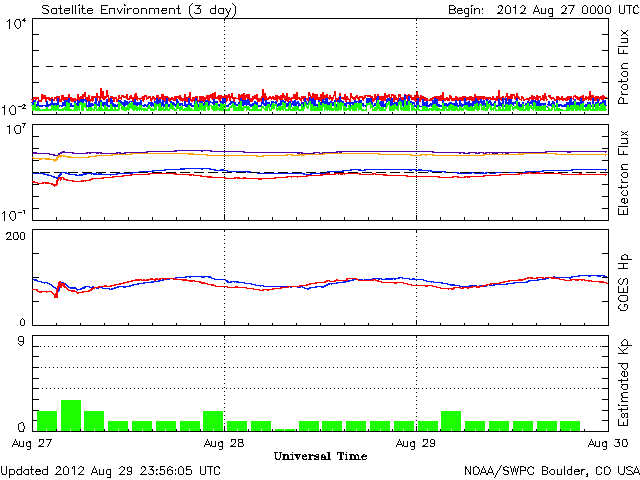 Satellite Environment (3 day)
Begin: 2012 Aug 27 0000 UTC
10⁴
10⁻²
Proton Flux
10⁷
10⁻¹
Electron Flux
200
0
GOES Hp
9
0
Estimated Kp
Aug 27 Aug 28 Aug 29 Aug 30
Universal Time
Updated 2012 Aug 29 23:56:05 UTC
NOAA/SWPC Boulder, CO USA